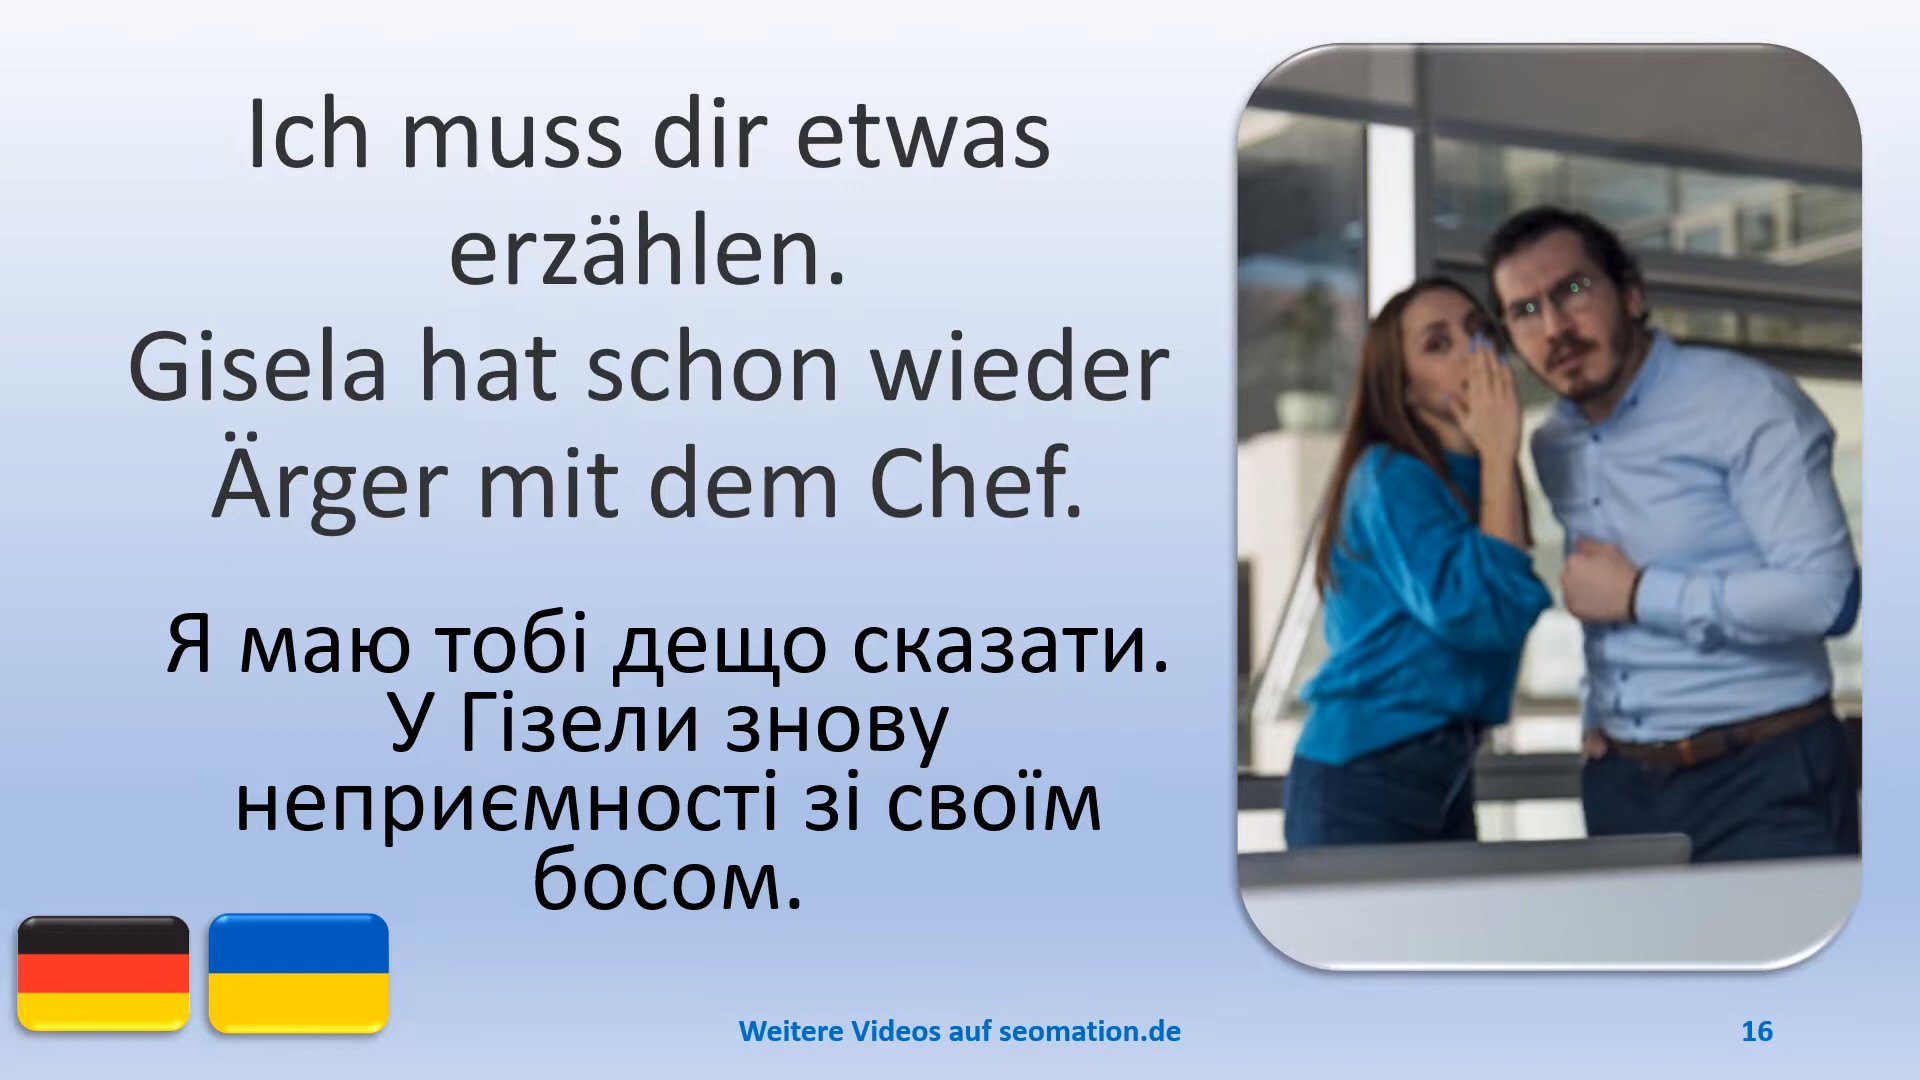 Ich muss dir etwas
erzählen.
Gisela hat schon wieder
Ärger mit dem Chef.
Я маю тобі дещо сказати.
У Гізели знову
неприємності зі своїм
босом.
Weitere Videos auf seomation.de
16